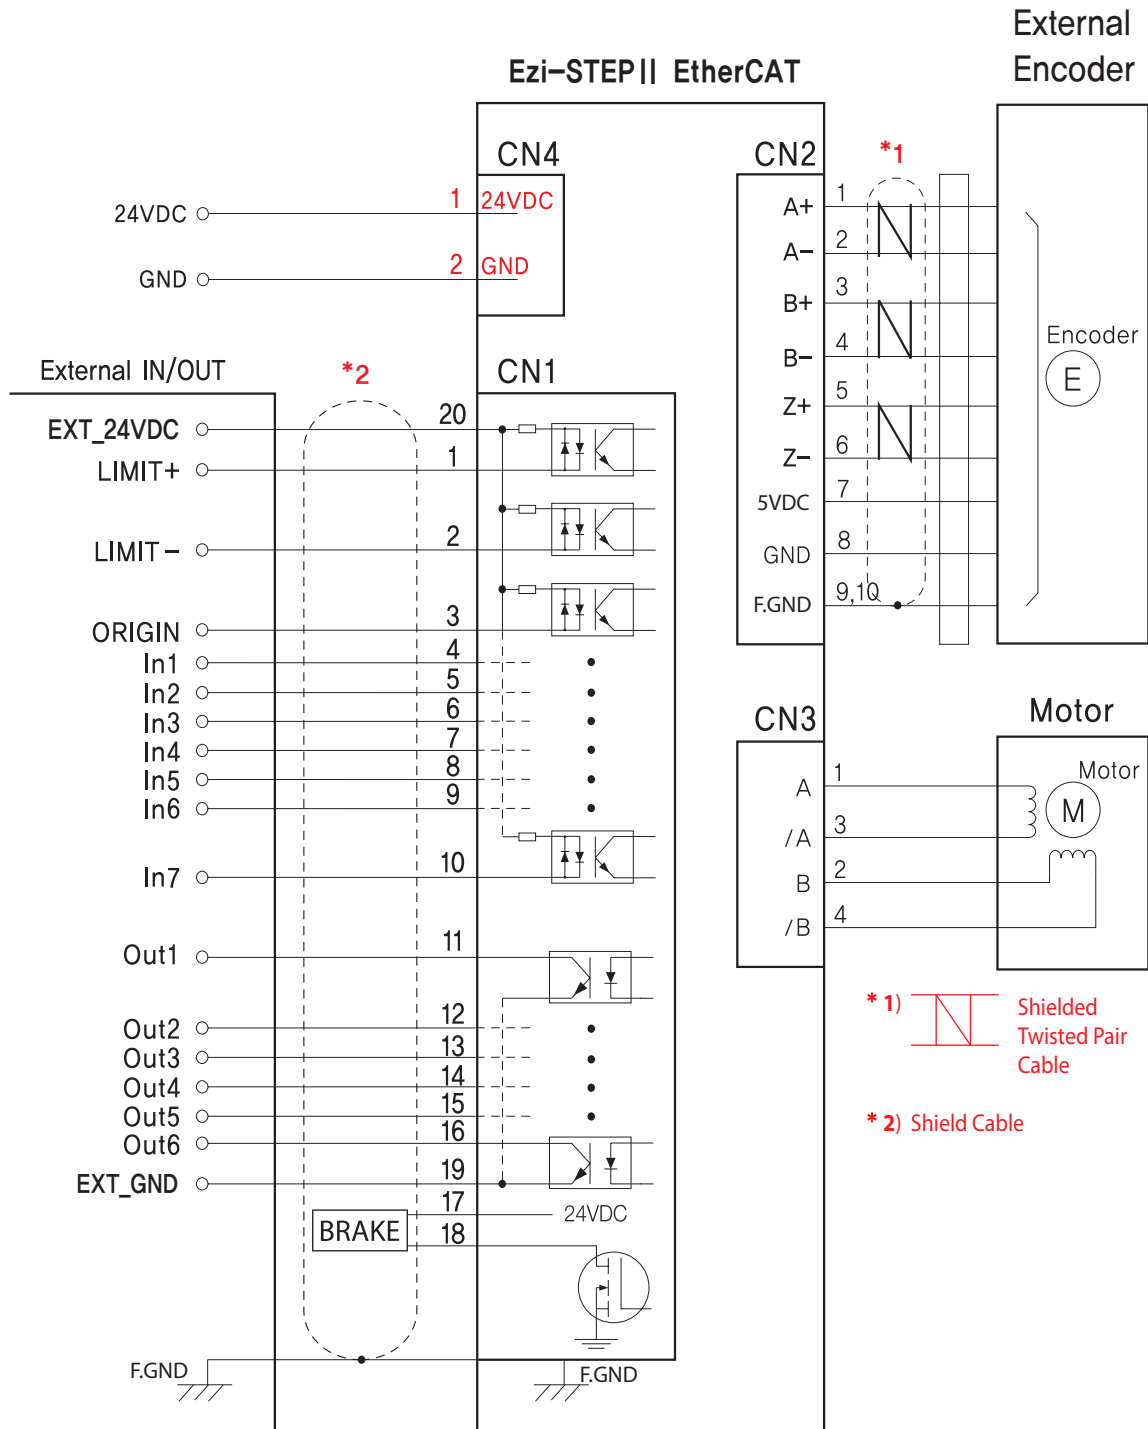 External
Encoder
Ezi-STEP II EtherCAT
CN4
24VDC 1 24VDC
GND 2 GND
CN2 *1
A+ 1
A- 2
B+ 3
B- 4
Z+ 5
Z- 6
5VDC 7
GND 8
F.GND 9,10
Encoder
E
External IN/OUT *2 CN1
EXT_24VDC 20
LIMIT+ 1
LIMIT- 2
ORIGIN 3
In1 4
In2 5
In3 6
In4 7
In5 8
In6 9
In7 10
Out1 11
Out2 12
Out3 13
Out4 14
Out5 15
Out6 16
EXT_GND 19
BRAKE 17 24VDC
18
F.GND F.GND
CN3 Motor
A 1
/A 3
B 2
/B 4
Motor
M
* 1) Shielded
Twisted Pair
Cable
* 2) Shield Cable